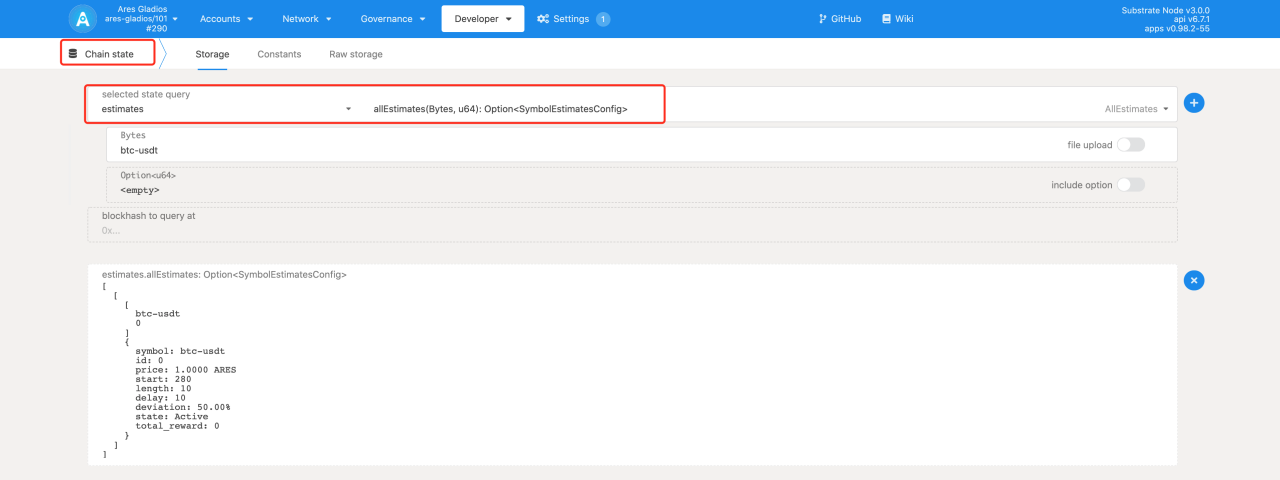 Ares Gladios
ares-gladios/101
#290
Accounts
Network
Governance
Developer
Settings
1
GitHub
Wiki
Substrate Node v3.0.0
api v6.7.1
apps v0.98.2-55
Chain state
Storage
Constants
Raw storage
selected state query
estimates
allEstimates(Bytes, u64): Option<SymbolEstimatesConfig>
AllEstimates
Bytes
btc-usdt
file upload
Option<u64>
<empty>
include option
blockhash to query at
0x...
estimates.allEstimates: Option<SymbolEstimatesConfig>
[
[
[
btc-usdt
0
]
{
symbol: btc-usdt
id: 0
price: 1.0000 ARES
start: 280
length: 10
delay: 10
deviation: 50.00%
state: Active
total_reward: 0
}
]
]